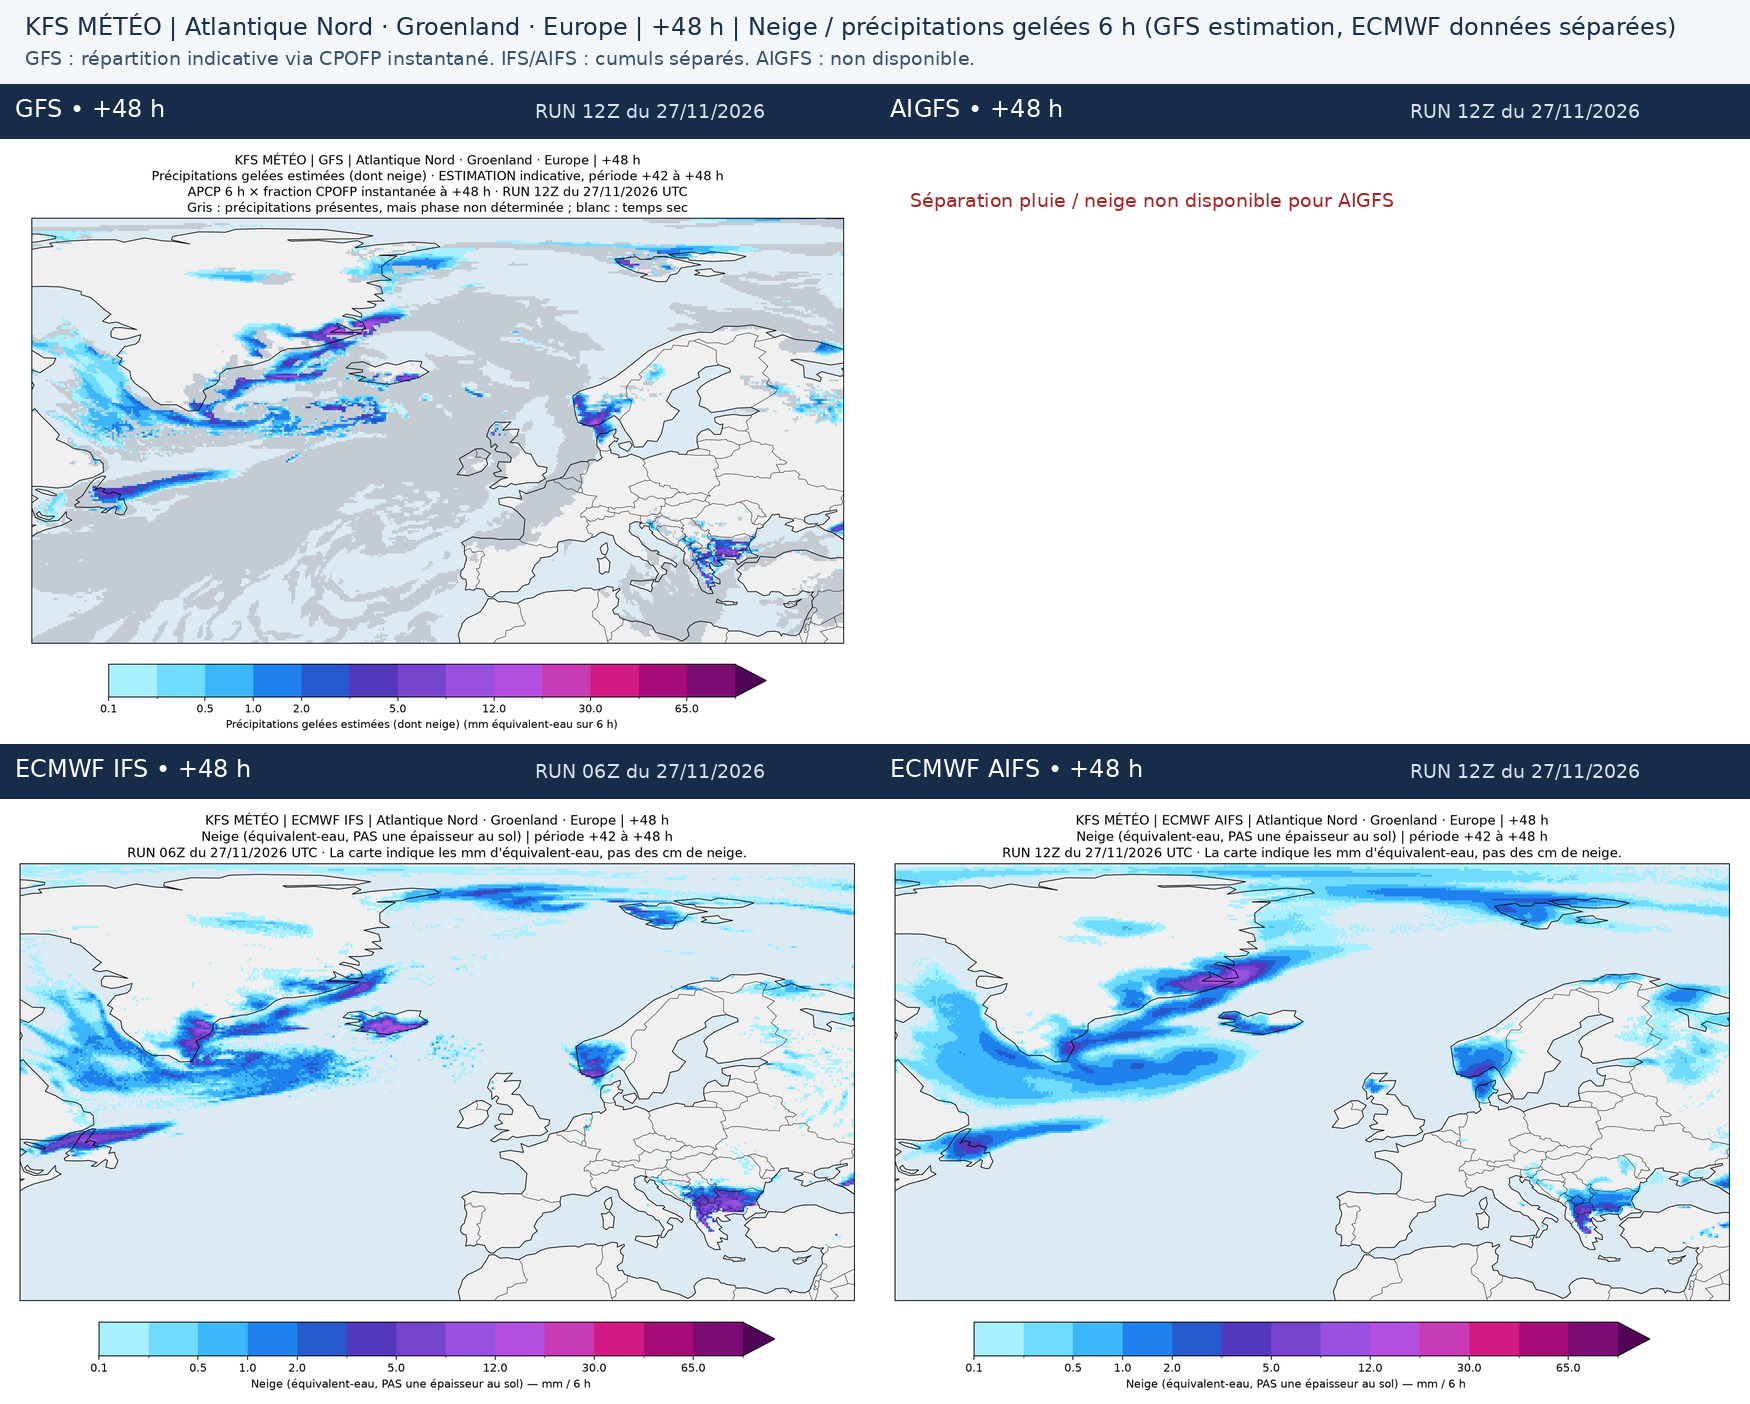 KFS MÉTÉO | Atlantique Nord · Groenland · Europe | +48 h | Neige / précipitations gelées 6 h (GFS estimation, ECMWF données séparées)
GFS : répartition indicative via CPOFP instantané. IFS/AIFS : cumuls séparés. AIGFS : non disponible.
GFS • +48 h
RUN 12Z du 27/11/2026
KFS MÉTÉO | GFS | Atlantique Nord · Groenland · Europe | +48 h
Précipitations gelées estimées (dont neige) · ESTIMATION indicative, période +42 à +48 h
APCP 6 h × fraction CPOFP instantanée à +48 h · RUN 12Z du 27/11/2026 UTC
Gris : précipitations présentes, mais phase non déterminée ; blanc : temps sec
0.1 0.5 1.0 2.0 5.0 12.0 30.0 65.0
Précipitations gelées estimées (dont neige) (mm équivalent-eau sur 6 h)
AIGFS • +48 h
RUN 12Z du 27/11/2026
Séparation pluie / neige non disponible pour AIGFS
ECMWF IFS • +48 h
RUN 06Z du 27/11/2026
KFS MÉTÉO | ECMWF IFS | Atlantique Nord · Groenland · Europe | +48 h
Neige (équivalent-eau, PAS une épaisseur au sol) | période +42 à +48 h
RUN 06Z du 27/11/2026 UTC · La carte indique les mm d'équivalent-eau, pas des cm de neige.
0.1 0.5 1.0 2.0 5.0 12.0 30.0 65.0
Neige (équivalent-eau, PAS une épaisseur au sol) — mm / 6 h
ECMWF AIFS • +48 h
RUN 12Z du 27/11/2026
KFS MÉTÉO | ECMWF AIFS | Atlantique Nord · Groenland · Europe | +48 h
Neige (équivalent-eau, PAS une épaisseur au sol) | période +42 à +48 h
RUN 12Z du 27/11/2026 UTC · La carte indique les mm d'équivalent-eau, pas des cm de neige.
0.1 0.5 1.0 2.0 5.0 12.0 30.0 65.0
Neige (équivalent-eau, PAS une épaisseur au sol) — mm / 6 h